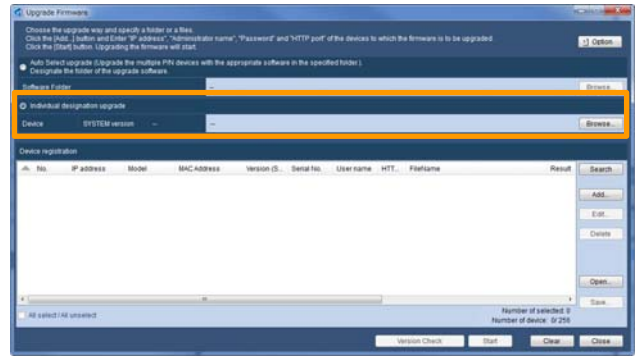 Upgrade Firmware
Choose the upgrade way and specify a folder or a files.
Click the [Add...] button and Enter "IP address", "Administrator name", "Password" and "HTTP port" of the devices to which the firmware is to be upgraded.
Click the [Start] button. Upgrading the firmware will start.
Option
Auto Select upgrade (Upgrade the multiple P/N devices with the appropriate software in the specified folder.)
Designate the folder of the upgrade software.
Software Folder -- Browse...
Individual designation upgrade
Device SYSTEM version -- -- Browse...
Device registration
No. IP address Model MAC Address Version (S... Serial No. User name HTT... FileName Result Search
Add...
Edit...
Delete
Open...
Save...
All select / All unselect
Number of selected: 0
Number of device: 0/ 256
Version Check Start Clear Close